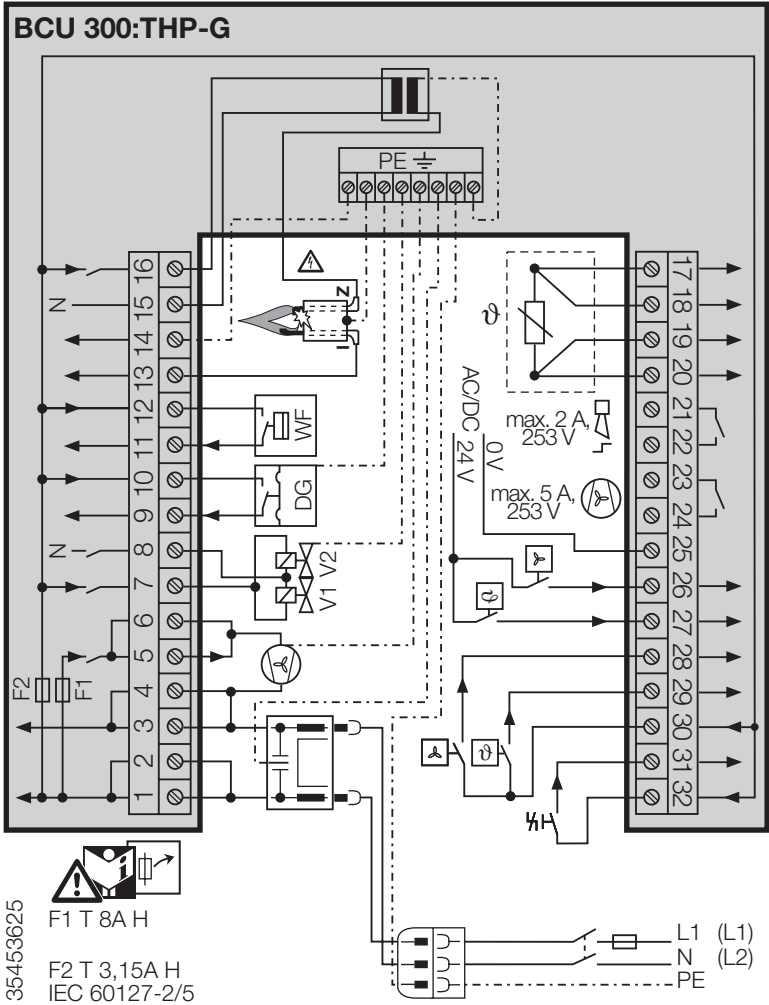 BCU 300:THP-G
PE
16
15
14
13
12
11
10
9
8
7
6
5
4
3
2
1
N
N
F2
F1
Z
I
WF
DG
V1 V2
ϑ
AC/DC 24 V
0 V
max. 2 A,
253 V
max. 5 A,
253 V
ϑ
ϑ
17
18
19
20
21
22
23
24
25
26
27
28
29
30
31
32
i
F1 T 8A H
F2 T 3,15A H
IEC 60127-2/5
35453625
L1 (L1)
N (L2)
PE